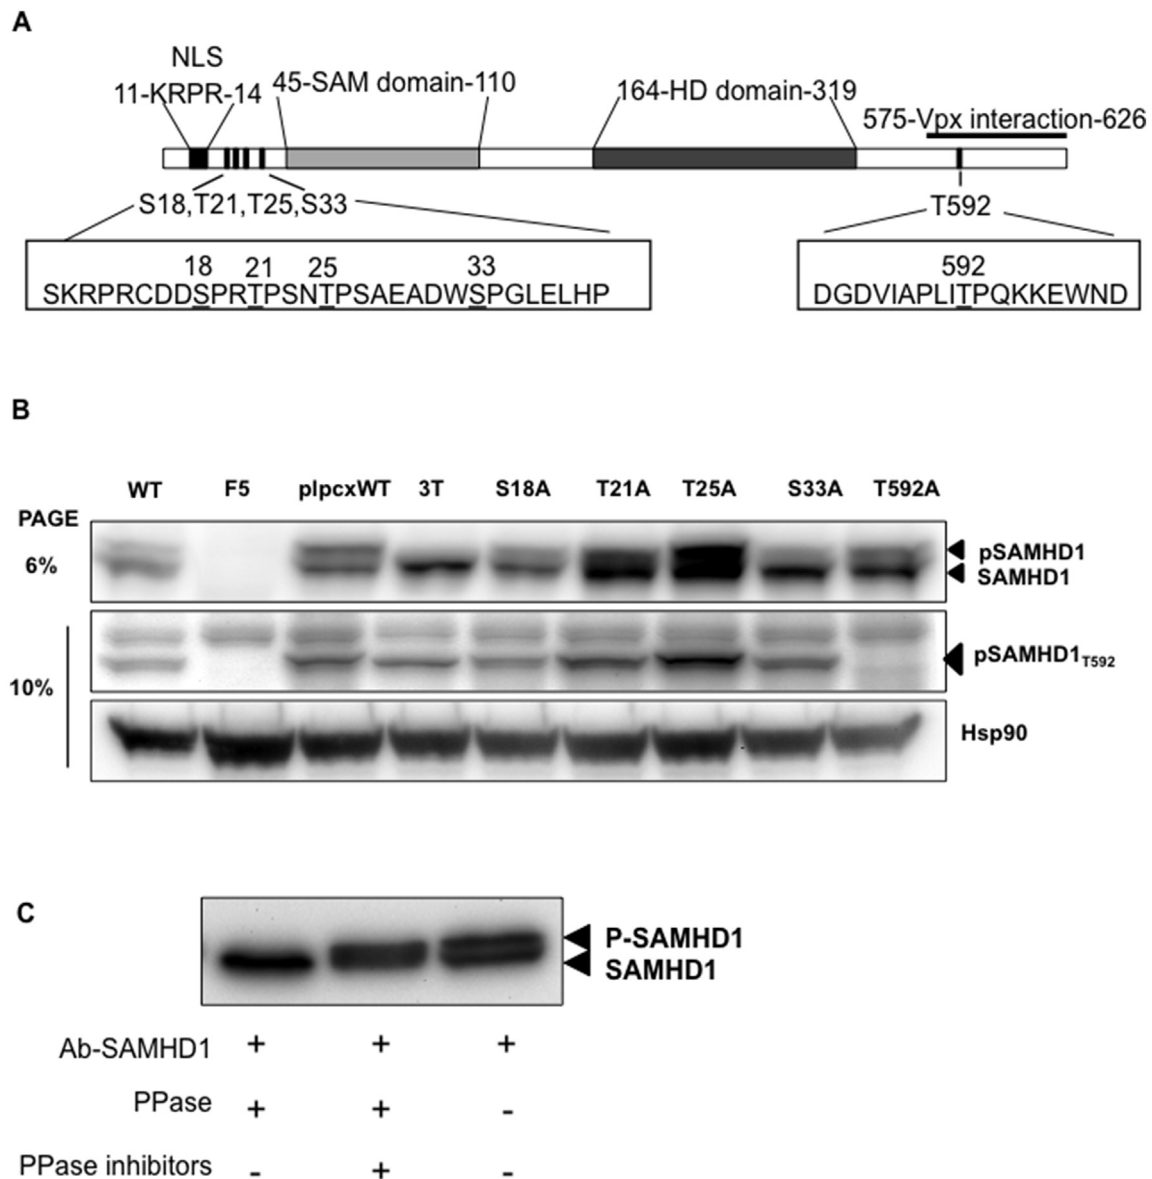 A
NLS
11-KRPR-14
45-SAM domain-110
164-HD domain-319
575-Vpx interaction-626
S18,T21,T25,S33
T592
18 21 25 33
SKRPRCDDSPRTPSNTPSAEADWSPGLELHP
592
DGDVIAPLITPQKKEWND
B
WT F5 plpcxWT 3T S18A T21A T25A S33A T592A
PAGE
6%
pSAMHD1
SAMHD1
10%
pSAMHD1T592
Hsp90
C
P-SAMHD1
SAMHD1
Ab-SAMHD1 + + +
PPase + + -
PPase inhibitors - + -